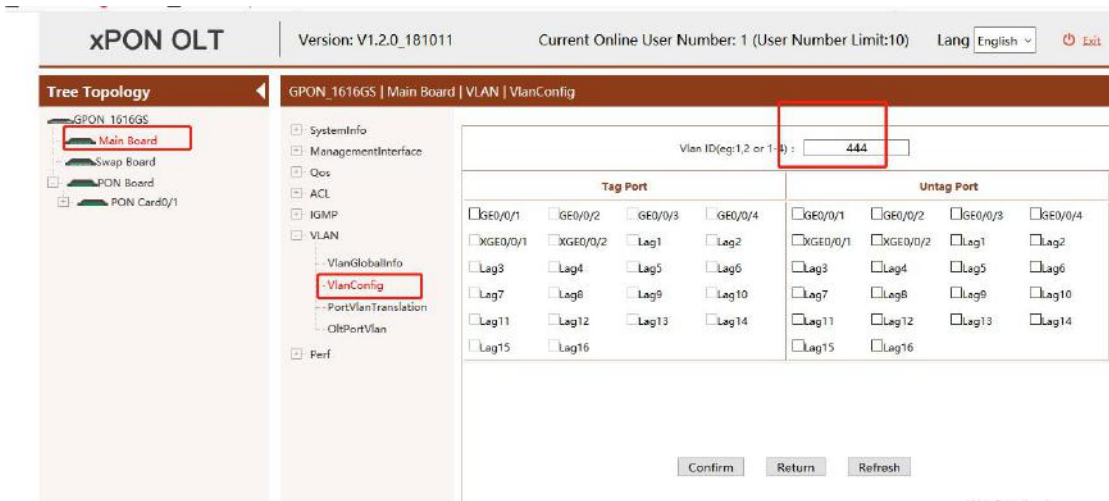 xPON OLT
Version: V1.2.0_181011
Current Online User Number: 1 (User Number Limit:10)
Lang English
Exit
Tree Topology
GPON_1616GS | Main Board | VLAN | VlanConfig
GPON_1616GS
Main Board
Swap Board
PON Board
PON Card0/1
SystemInfo
ManagementInterface
Qos
ACL
IGMP
VLAN
VlanGlobalInfo
VlanConfig
PortVlanTranslation
OltPortVlan
Perf
Vlan ID(eg:1,2 or 1-4) : 444
Tag Port Untag Port
GE0/0/1 GE0/0/2 GE0/0/3 GE0/0/4 GE0/0/1 GE0/0/2 GE0/0/3 GE0/0/4
XGE0/0/1 XGE0/0/2 Lag1 Lag2 XGE0/0/1 XGE0/0/2 Lag1 Lag2
Lag3 Lag4 Lag5 Lag6 Lag3 Lag4 Lag5 Lag6
Lag7 Lag8 Lag9 Lag10 Lag7 Lag8 Lag9 Lag10
Lag11 Lag12 Lag13 Lag14 Lag11 Lag12 Lag13 Lag14
Lag15 Lag16 Lag15 Lag16
Confirm Return Refresh